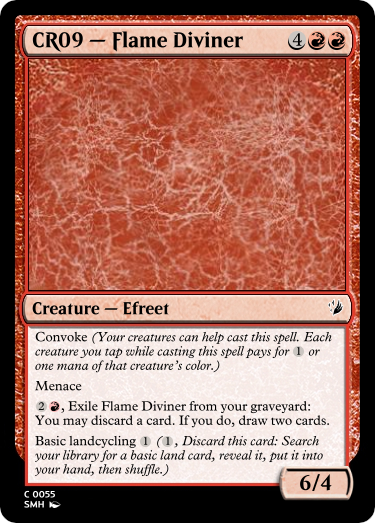 CR09 — Flame Diviner 4
Creature — Efreet
Convoke (Your creatures can help cast this spell. Each
creature you tap while casting this spell pays for 1 or
one mana of that creature's color.)
Menace
2, Exile Flame Diviner from your graveyard:
You may discard a card. If you do, draw two cards.
Basic landcycling 1 (1, Discard this card: Search
your library for a basic land card, reveal it, put it into
your hand, then shuffle.)
6/4
C 0055
SMH